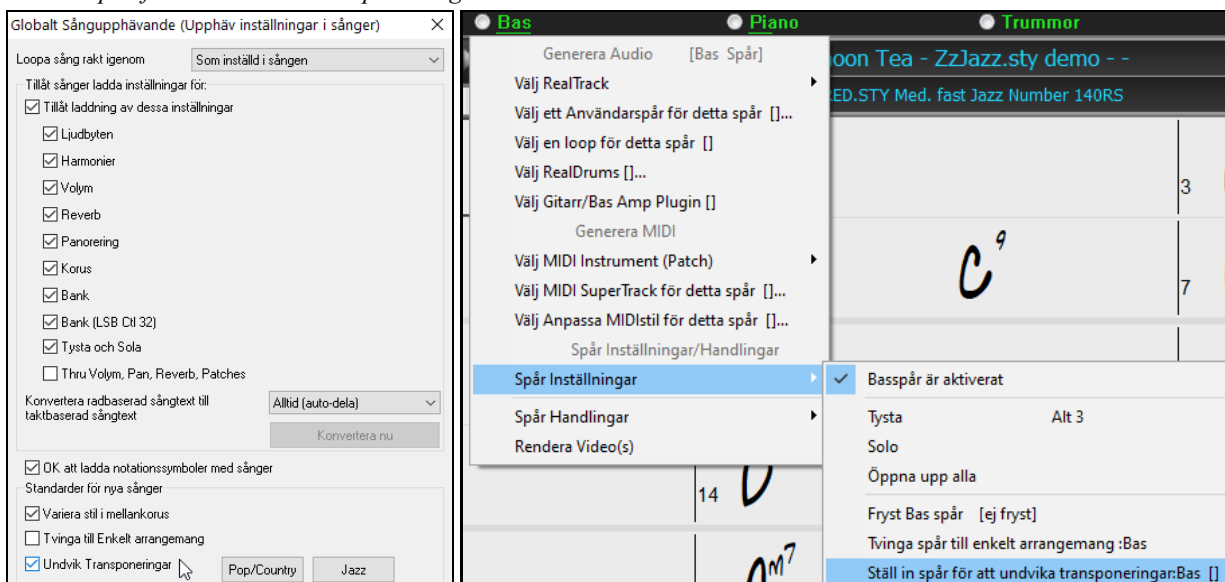 Globalt Sångupphävande (Upphäv inställningar i sånger)
Loopa sång rakt igenom Som inställd i sången
Tillåt sånger ladda inställningar för:
Tillåt laddning av dessa inställningar
Ljudbyten
Harmonier
Volym
Reverb
Panorering
Korus
Bank
Bank (LSB Ctl 32)
Tysta och Sola
Thru Volym, Pan, Reverb, Patches
Konvertera radbaserad sångtext till
taktbaserad sångtext
Alltid (auto-dela)
Konvertera nu
OK att ladda notationssymboler med sånger
Standarder för nya sånger
Variera stil i mellankorus
Tvinga till Enkelt arrangemang
Undvik Transponeringar Pop/Country Jazz
Bas Piano Trummor
oon Tea - ZzJazz.sty demo - -
ED.STY Med. fast Jazz Number 140RS
Generera Audio [Bas Spår]
Välj RealTrack
Välj ett Användarspår för detta spår []...
Välj en loop för detta spår []
Välj RealDrums []...
Välj Gitarr/Bas Amp Plugin []
Generera MIDI
Välj MIDI Instrument (Patch)
Välj MIDI SuperTrack för detta spår []...
Välj Anpassa MIDIstil för detta spår []...
Spår Inställningar/Handlingar
Spår Inställningar
Spår Handlingar
Rendera Video(s)
3
C9
7
14
m7
Basspår är aktiverat
Tysta Alt 3
Solo
Öppna upp alla
Fryst Bas spår [ej fryst]
Tvinga spår till enkelt arrangemang :Bas
Ställ in spår för att undvika transponeringar:Bas []